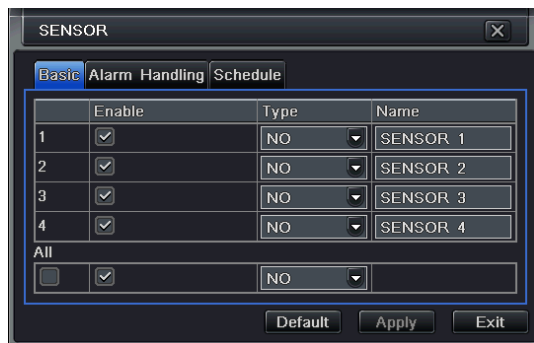 SENSOR
Basic Alarm Handling Schedule
Enable Type Name
1 NO SENSOR 1
2 NO SENSOR 2
3 NO SENSOR 3
4 NO SENSOR 4
All
NO
Default Apply Exit